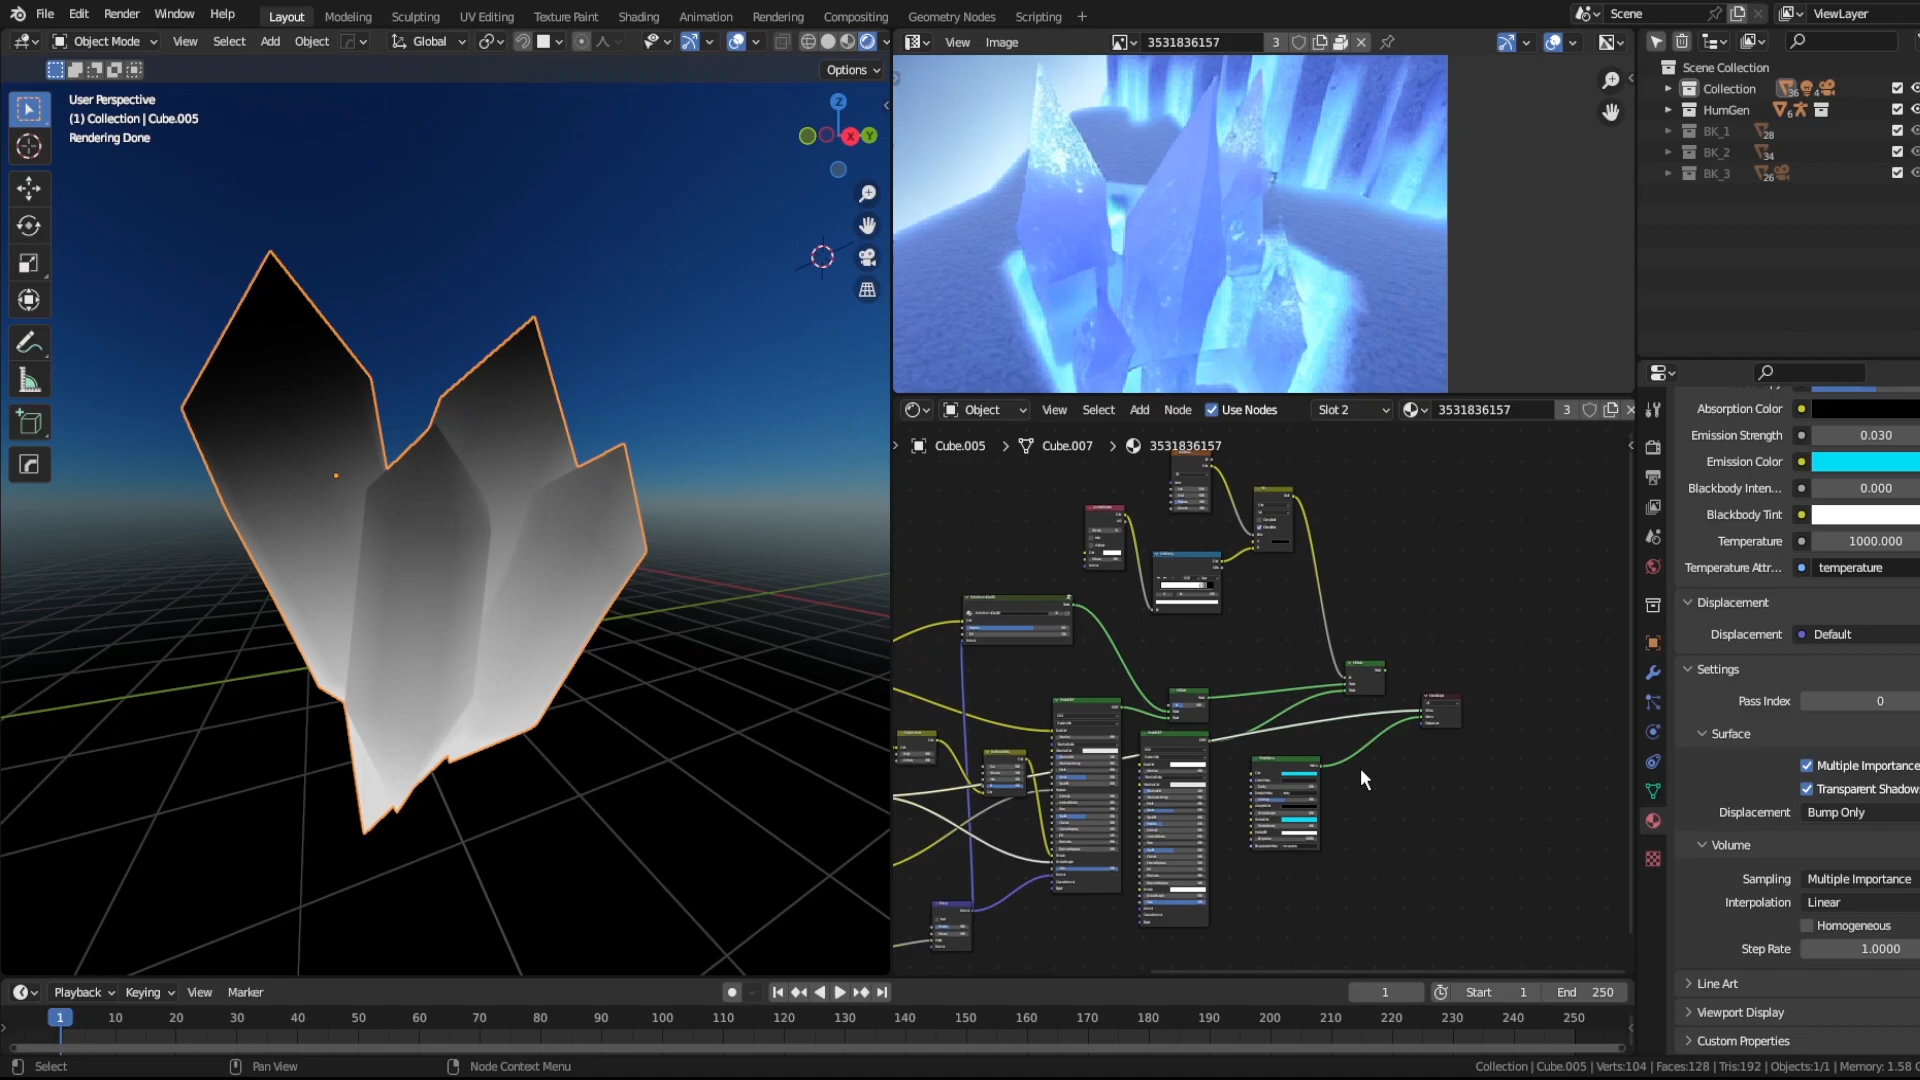 File Edit Render Window Help Layout Modeling Sculpting UV Editing Texture Paint Shading Animation Rendering Compositing Geometry Nodes Scripting + Scene ViewLayer
Object Mode View Select Add Object Global View Image 3531836157 3
Options
User Perspective
(1) Collection | Cube.005
Rendering Done
Z
X
Y
Scene Collection
Collection 36 4
HumGen 6
BK_1 28
BK_2 34
BK_3 26
Object View Select Add Node Use Nodes Slot 2 3531836157 3
Cube.005 > Cube.007 > 3531836157
Absorption Color
Emission Strength 0.030
Emission Color
Blackbody Inten... 0.000
Blackbody Tint
Temperature 1000.000
Temperature Attr... temperature
Displacement
Displacement Default
Settings
Pass Index 0
Surface
Multiple Importance
Transparent Shadow
Displacement Bump Only
Volume
Sampling Multiple Importance
Interpolation Linear
Homogeneous
Step Rate 1.0000
Line Art
Viewport Display
Custom Properties
Playback Keying View Marker 1 Start 1 End 250
1 10 20 30 40 50 60 70 80 90 100 110 120 130 140 150 160 170 180 190 200 210 220 230 240 250
Select Pan View Node Context Menu Collection | Cube.005 | Verts:104 | Faces:128 | Tris:192 | Objects:1/1 | Memory: 1.58